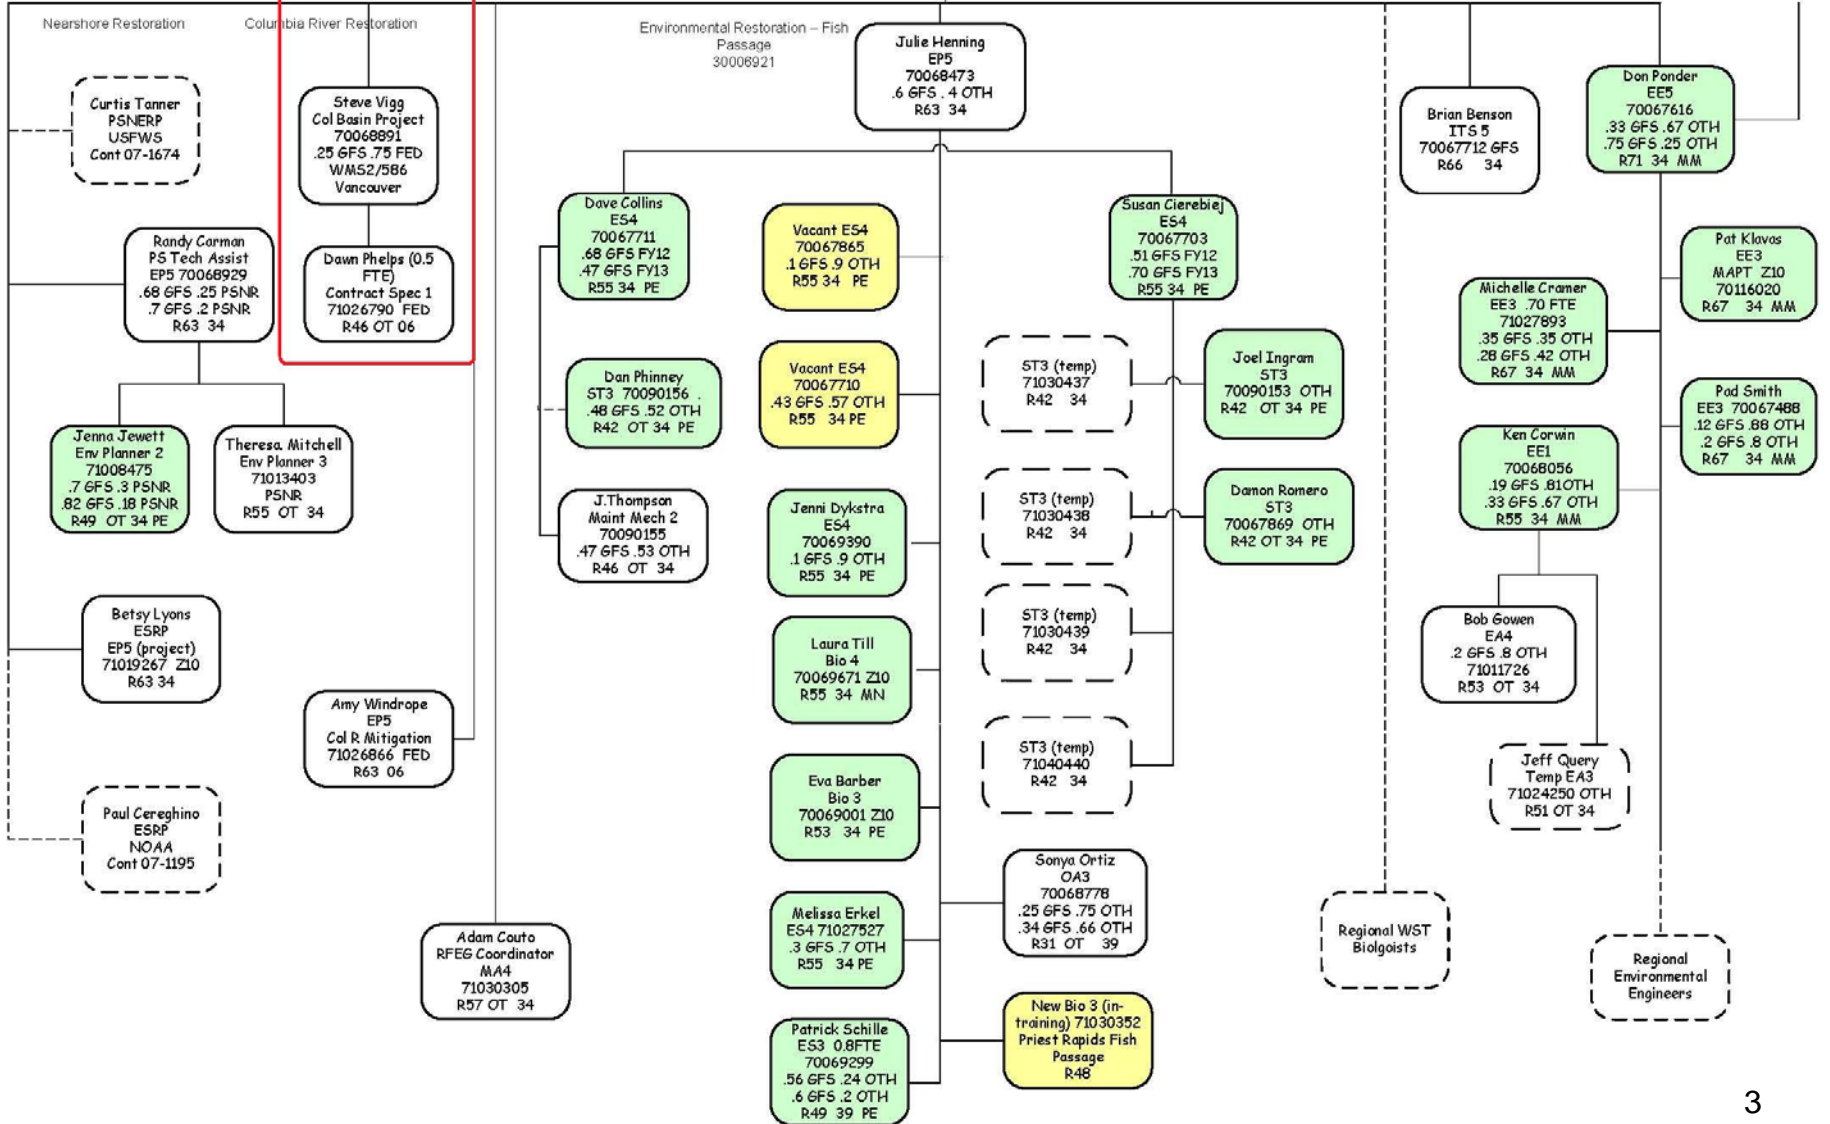 Nearshore Restoration
Columbia River Restoration
Environmental Restoration – Fish
Passage
30006921
Julie Henning
EP5
70068473
.6 GFS . 4 OTH
R63 34
Curtis Tanner
PSNERP
USFWS
Cont 07-1674
Steve Vigg
Col Basin Project
70068891
.25 GFS .75 FED
WMS2/586
Vancouver
Dawn Phelps (0.5
FTE)
Contract Spec 1
71026790 FED
R46 OT 06
Randy Carman
PS Tech Assist
EP5 70068929
.68 GFS .25 PSNR
.7 GFS .2 PSNR
R63 34
Jenna Jewett
Env Planner 2
71008475
.7 GFS .3 PSNR
.82 GFS .18 PSNR
R49 OT 34 PE
Theresa Mitchell
Env Planner 3
71013403
PSNR
R55 OT 34
Betsy Lyons
ESRP
EP5 (project)
71019267 Z10
R63 34
Amy Windrope
EP5
Col R Mitigation
71026866 FED
R63 06
Paul Cereghino
ESRP
NOAA
Cont 07-1195
Adam Couto
RFEG Coordinator
MA4
71030305
R57 OT 34
Dave Collins
ES4
70067711
.68 GFS FY12
.47 GFS FY13
R55 34 PE
Dan Phinney
ST3 70090156 .
.48 GFS .52 OTH
R42 OT 34 PE
J.Thompson
Maint Mech 2
70090155
.47 GFS .53 OTH
R46 OT 34
Vacant ES4
70067865
.1 GFS .9 OTH
R55 34 PE
Vacant ES4
70067710
.43 GFS .57 OTH
R55 34 PE
Jenni Dykstra
ES4
70069390
.1 GFS .9 OTH
R55 34 PE
Laura Till
Bio 4
70069671 Z10
R55 34 MN
Eva Barber
Bio 3
70069001 Z10
R53 34 PE
Melissa Erkel
ES4 71027527
.3 GFS .7 OTH
R55 34 PE
Patrick Schille
ES3 0.8FTE
70069299
.56 GFS .24 OTH
.6 GFS .2 OTH
R49 39 PE
Susan Cierebiej
ES4
70067703
.51 GFS FY12
.70 GFS FY13
R55 34 PE
ST3 (temp)
71030437
R42 34
Joel Ingram
ST3
70090153 OTH
R42 OT 34 PE
ST3 (temp)
71030438
R42 34
Damon Romero
ST3
70067869 OTH
R42 OT 34 PE
ST3 (temp)
71030439
R42 34
ST3 (temp)
71040440
R42 34
Sonya Ortiz
OA3
70068778
.25 GFS .75 OTH
.34 GFS .66 OTH
R31 OT 39
New Bio 3 (in-
training) 71030352
Priest Rapids Fish
Passage
R48
Regional WST
Biolgoists
Brian Benson
ITS 5
70067712 GFS
R66 34
Don Ponder
EE5
70067616
.33 GFS .67 OTH
.75 GFS .25 OTH
R71 34 MM
Pat Klavas
EE3
MAPT Z10
70116020
R67 34 MM
Michelle Cramer
EE3 .70 FTE
71027893
.35 GFS .35 OTH
.28 GFS .42 OTH
R67 34 MM
Pad Smith
EE3 70067488
.12 GFS .88 OTH
.2 GFS .8 OTH
R67 34 MM
Ken Corwin
EE1
70068056
.19 GFS .81OTH
.33 GFS .67 OTH
R55 34 MM
Bob Gowen
EA4
.2 GFS .8 OTH
71011726
R53 OT 34
Jeff Query
Temp EA3
71024250 OTH
R51 OT 34
Regional
Environmental
Engineers
3